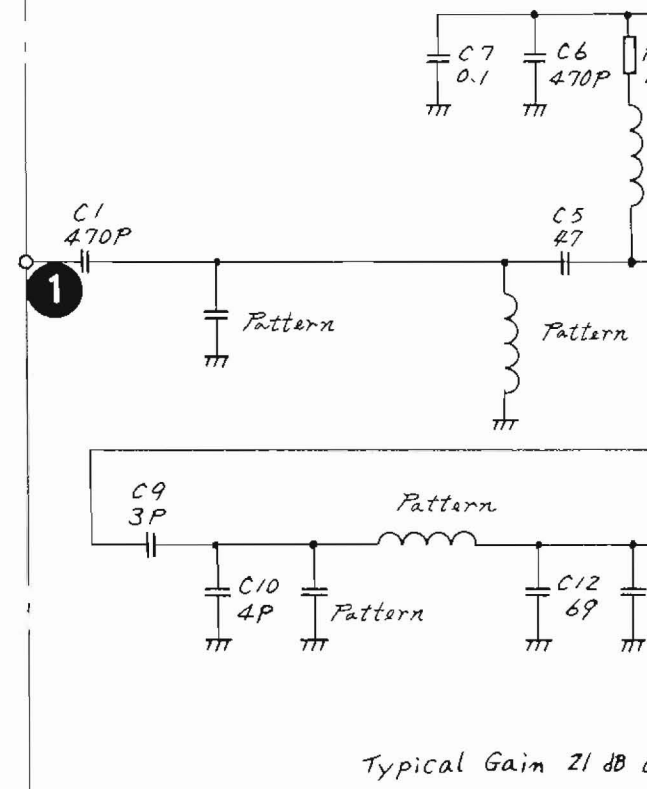 C7
0.1
C6
470P
C1
470P
1
C5
47
Pattern
Pattern
C9
3P
Pattern
C10
4P
Pattern
C12
Typical Gain 21 dB